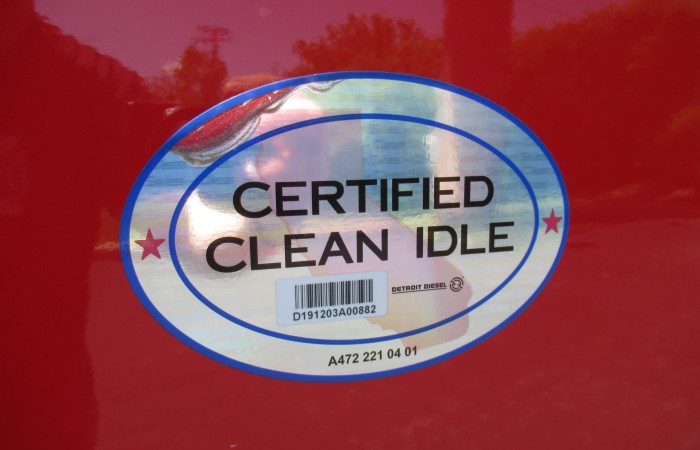 CERTIFIED
CLEAN IDLE
D191203A00882
DETROIT DIESEL
A472 221 04 01